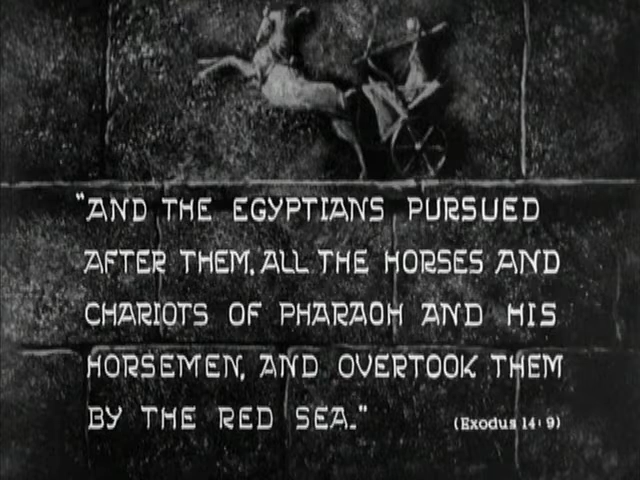 "AND THE EGYPTIANS PURSUED
AFTER THEM, ALL THE HORSES AND
CHARIOTS OF PHARAOH AND HIS
HORSEMEN, AND OVERTOOK THEM
BY THE RED SEA."
(Exodus 14:9)